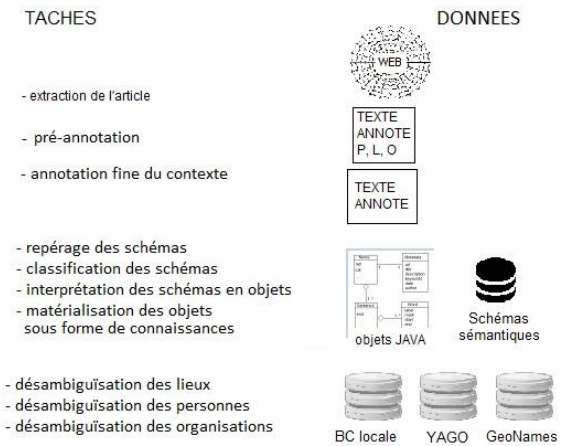 TACHES
DONNEES
WEB
- extraction de l'article
TEXTE
ANNOTE
P, L, O
- pré-annotation
- annotation fine du contexte
TEXTE
ANNOTE
- repérage des schémas
- classification des schémas
- interprétation des schémas en objets
- matérialisation des objets
sous forme de connaissances
objets JAVA
Schémas
sémantiques
- désambiguïsation des lieux
- désambiguïsation des personnes
- désambiguïsation des organisations
BC locale
YAGO
GeoNames